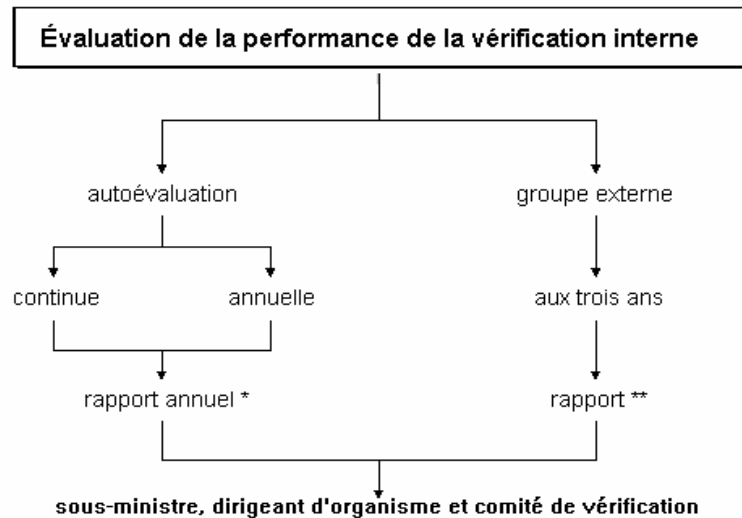 Évaluation de la performance de la vérification interne
autoévaluation
groupe externe
continue
annuelle
aux trois ans
rapport annuel *
rapport **
sous-ministre, dirigeant d'organisme et comité de vérification